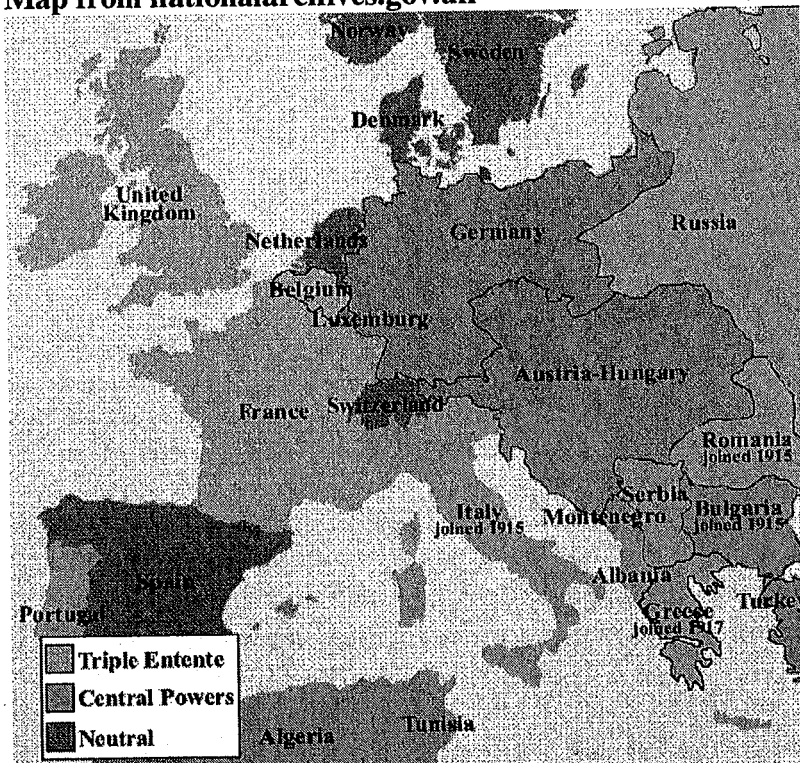 Map from nationalarchives.gov.uk
Norway
Sweden
Denmark
United
Kingdom
Netherlands
Germany
Russia
Belgium
Luxemburg
Austria-Hungary
France
Switzerland
Romania
joined 1915
Serbia
Italy
joined 1915
Montenegro
Bulgaria
joined 1915
Albania
Spain
Portugal
Greece
joined 1917
Turke
Triple Entente
Central Powers
Neutral
Algeria
Tunisia